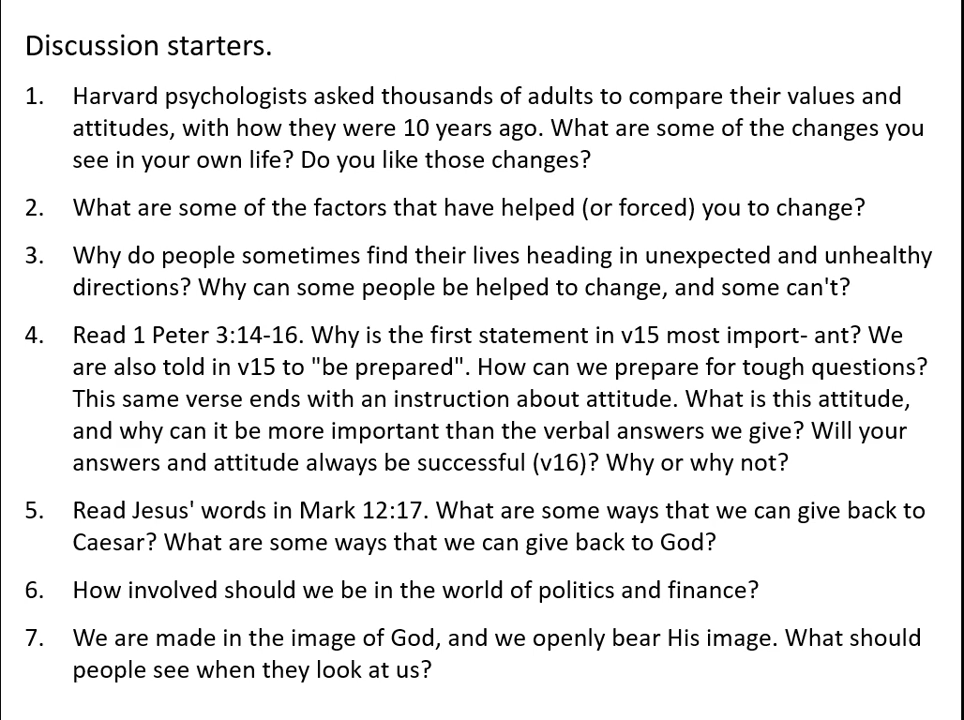 Discussion starters.
1. Harvard psychologists asked thousands of adults to compare their values and
attitudes, with how they were 10 years ago. What are some of the changes you
see in your own life? Do you like those changes?
2. What are some of the factors that have helped (or forced) you to change?
3. Why do people sometimes find their lives heading in unexpected and unhealthy
directions? Why can some people be helped to change, and some can't?
4. Read 1 Peter 3:14-16. Why is the first statement in v15 most import- ant? We
are also told in v15 to "be prepared". How can we prepare for tough questions?
This same verse ends with an instruction about attitude. What is this attitude,
and why can it be more important than the verbal answers we give? Will your
answers and attitude always be successful (v16)? Why or why not?
5. Read Jesus' words in Mark 12:17. What are some ways that we can give back to
Caesar? What are some ways that we can give back to God?
6. How involved should we be in the world of politics and finance?
7. We are made in the image of God, and we openly bear His image. What should
people see when they look at us?